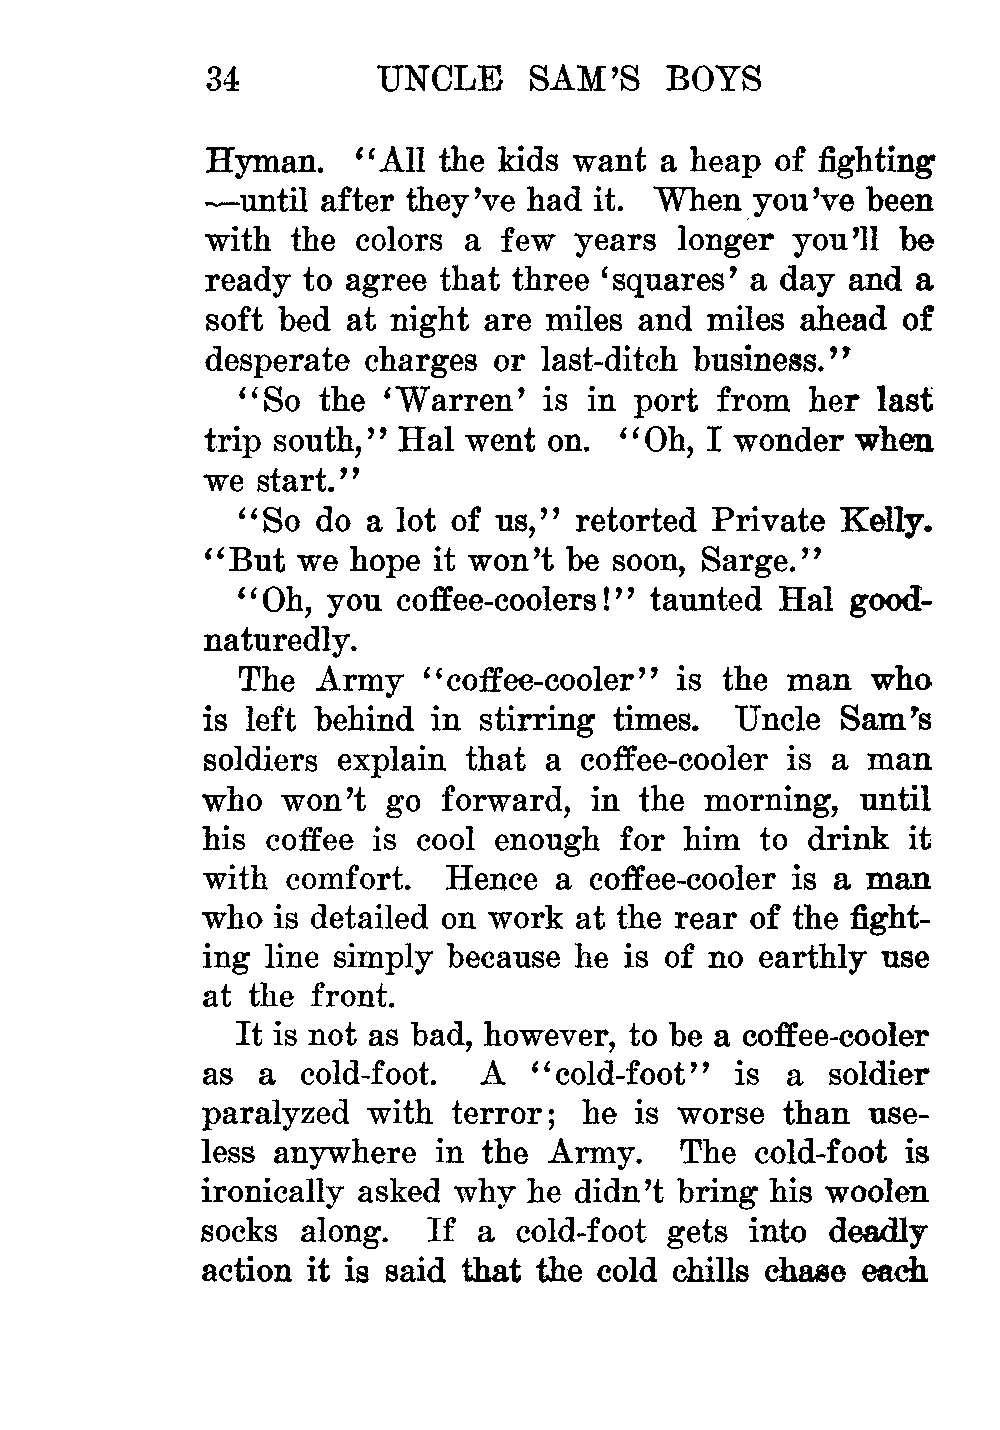 34 UNCLE SAM'S BOYS
Hyman. "All the kids want a heap of fighting
—until after they've had it. When you've been
with the colors a few years longer you'll be
ready to agree that three 'squares' a day and a
soft bed at night are miles and miles ahead of
desperate charges or last-ditch business."
"So the 'Warren' is in port from her last
trip south," Hal went on. "Oh, I wonder when
we start."
"So do a lot of us," retorted Private Kelly.
"But we hope it won't be soon, Sarge."
"Oh, you coffee-coolers!" taunted Hal good-
naturedly.
The Army "coffee-cooler" is the man who
is left behind in stirring times. Uncle Sam's
soldiers explain that a coffee-cooler is a man
who won't go forward, in the morning, until
his coffee is cool enough for him to drink it
with comfort. Hence a coffee-cooler is a man
who is detailed on work at the rear of the fight-
ing line simply because he is of no earthly use
at the front.
It is not as bad, however, to be a coffee-cooler
as a cold-foot. A "cold-foot" is a soldier
paralyzed with terror; he is worse than use-
less anywhere in the Army. The cold-foot is
ironically asked why he didn't bring his woolen
socks along. If a cold-foot gets into deadly
action it is said that the cold chills chase each